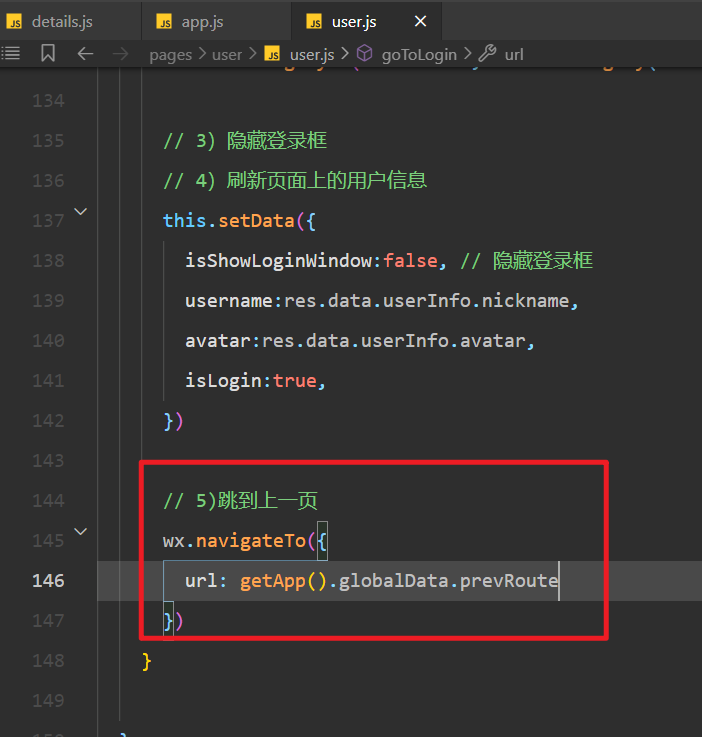 JS details.js JS app.js JS user.js
pages user JS user.js goToLogin url
134
135 // 3) 隐藏登录框
136 // 4) 刷新页面上的用户信息
137 this.setData({
138 isShowLoginWindow:false, // 隐藏登录框
139 username:res.data.userInfo.nickname,
140 avatar:res.data.userInfo.avatar,
141 isLogin:true,
142 })
143
144 // 5)跳到上一页
145 wx.navigateTo({
146 url: getApp().globalData.prevRoute
147 })
148 }
149